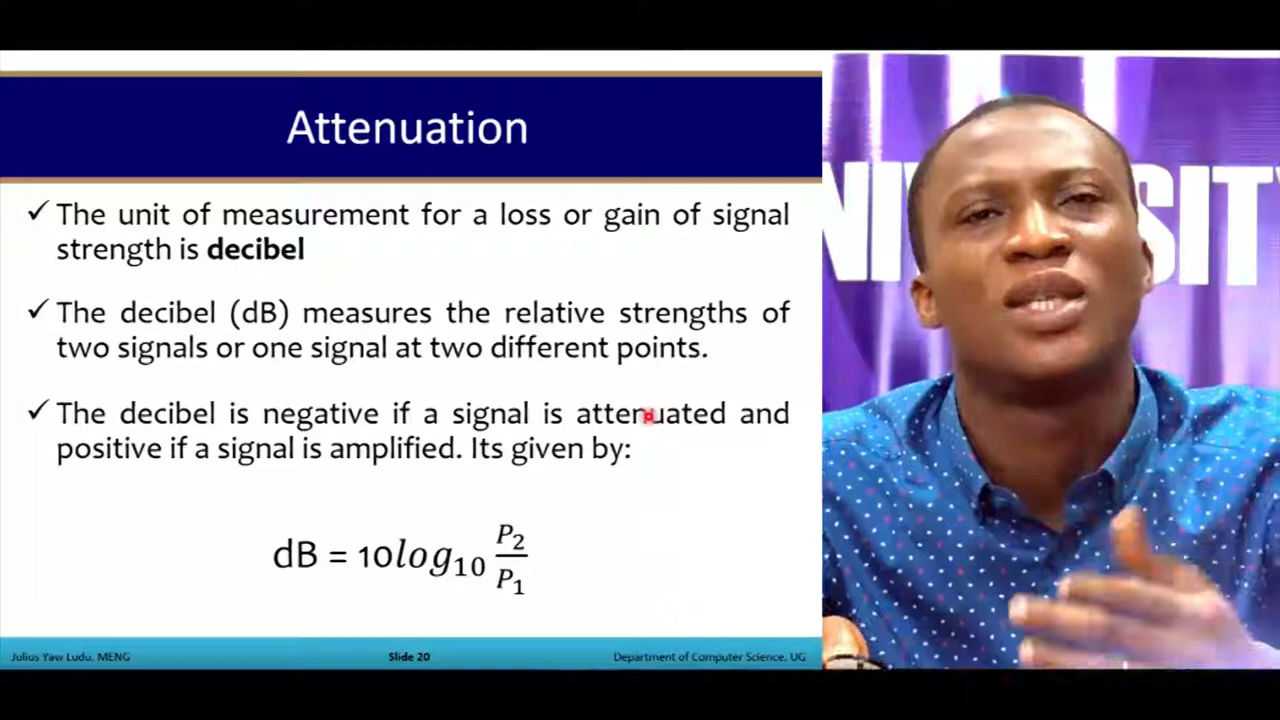 Attenuation
✓ The unit of measurement for a loss or gain of signal
strength is decibel
✓ The decibel (dB) measures the relative strengths of
two signals or one signal at two different points.
✓ The decibel is negative if a signal is attenuated and
positive if a signal is amplified. Its given by:
dB = 10log₁₀ P₂/P₁
Julius Yaw Ludu. MENG
Slide 20
Department of Computer Science, UG
NIVERSITY